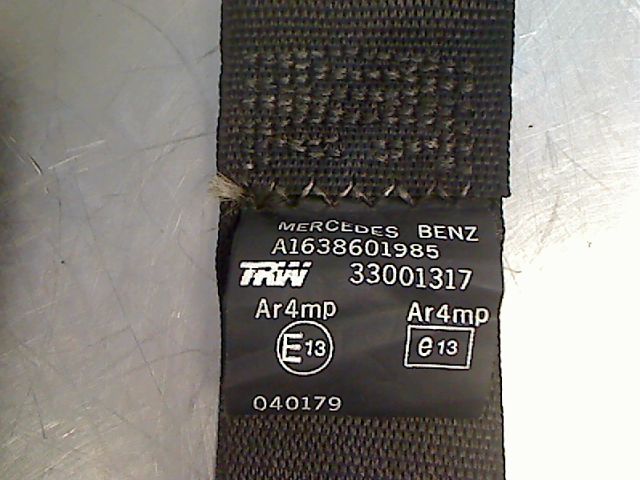 MERCEDES BENZ
A1638601985
TRW 33001317
Ar4mp Ar4mp
E13 e13
040179